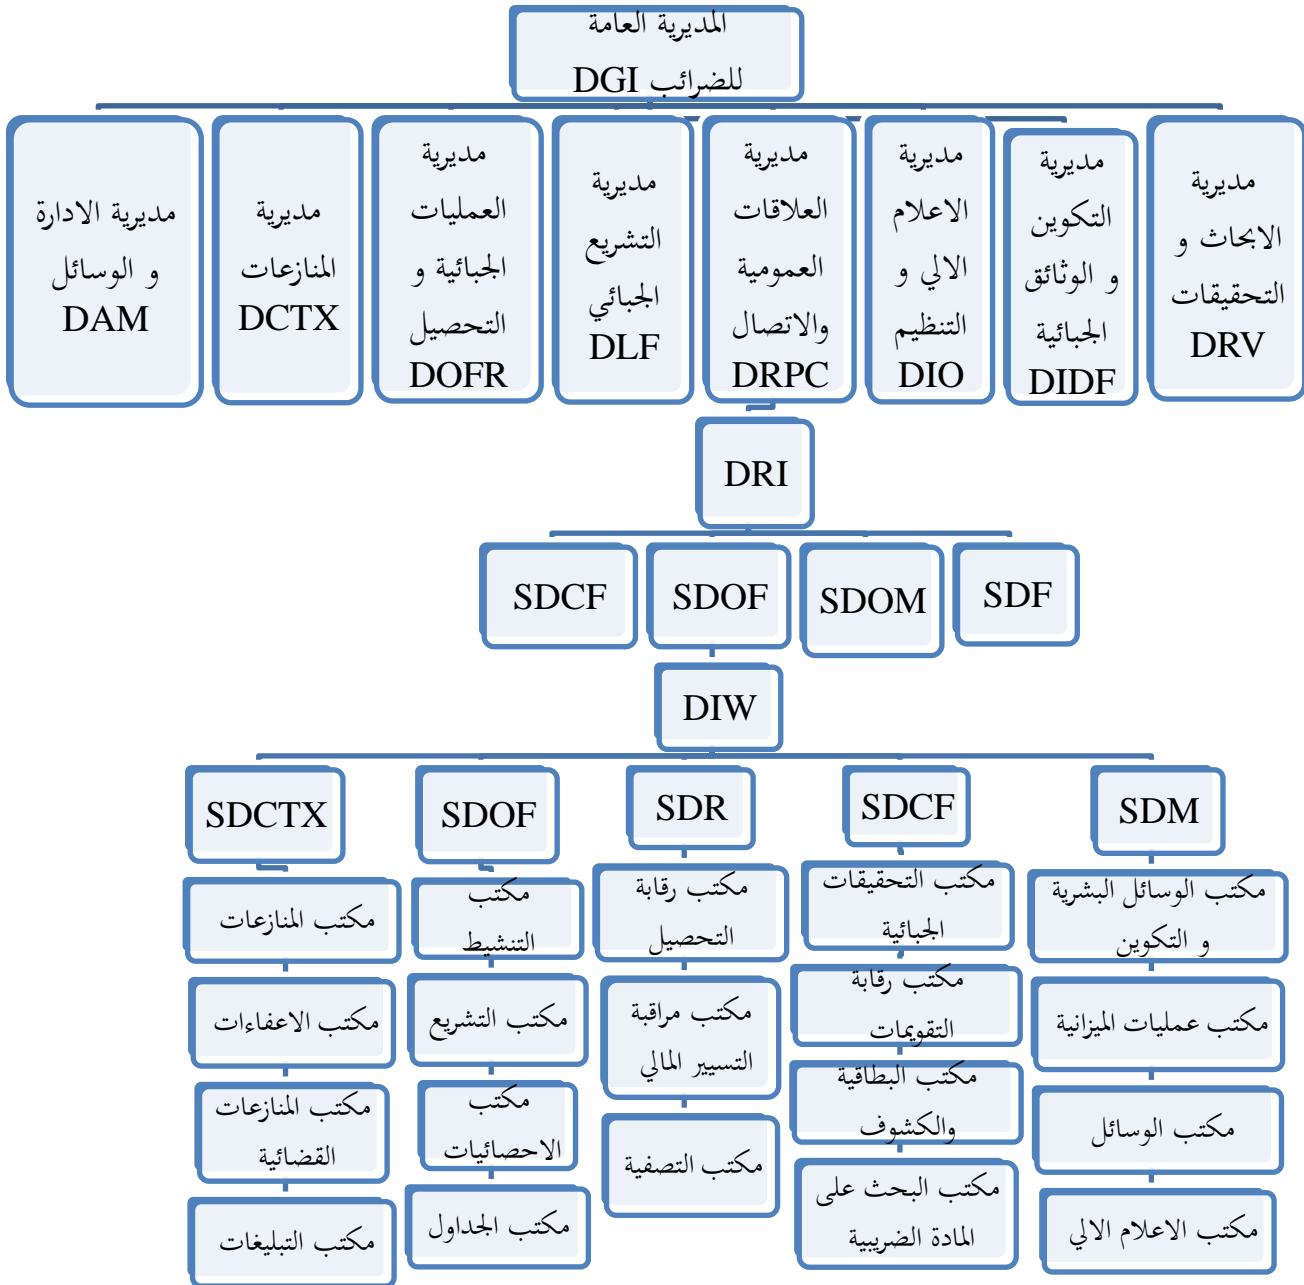 المديرية العامة
للضرائب DGI
مديرية
الابحاث و
التحقيقات
DRV
مديرية
التكوين
و الوثائق
الجبائية
DIDF
مديرية
الاعلام
الالي و
التنظيم
DIO
مديرية
العلاقات
العمومية
والاتصال
DRPC
مديرية
التشريع
الجبائي
DLF
مديرية
العمليات
الجبائية و
التحصيل
DOFR
مديرية
المنازعات
DCTX
مديرية الادارة
و الوسائل
DAM
DRI
SDF
SDOM
SDOF
SDCF
DIW
SDM
مكتب الوسائل البشرية
و التكوين
مكتب عمليات الميزانية
مكتب الوسائل
مكتب الاعلام الالي
SDCF
مكتب التحقيقات
الجبائية
مكتب رقابة
التقويمات
مكتب البطاقية
والكشوف
مكتب البحث على
المادة الضريبية
SDR
مكتب رقابة
التحصيل
مكتب مراقبة
التسيير المالي
مكتب التصفية
SDOF
مكتب
التنشيط
مكتب التشريع
مكتب
الاحصائيات
مكتب الجداول
SDCTX
مكتب المنازعات
مكتب الاعفاءات
مكتب المنازعات
القضائية
مكتب التبليغات